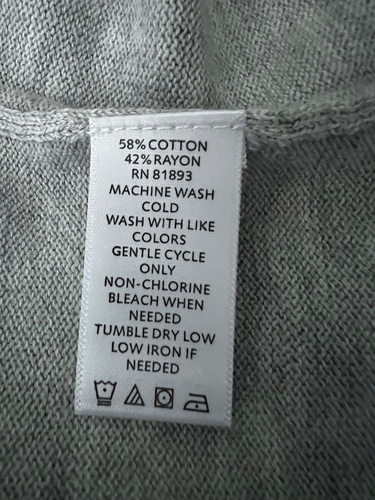 58% COTTON
42% RAYON
RN 81893
MACHINE WASH
COLD
WASH WITH LIKE
COLORS
GENTLE CYCLE
ONLY
NON-CHLORINE
BLEACH WHEN
NEEDED
TUMBLE DRY LOW
LOW IRON IF
NEEDED